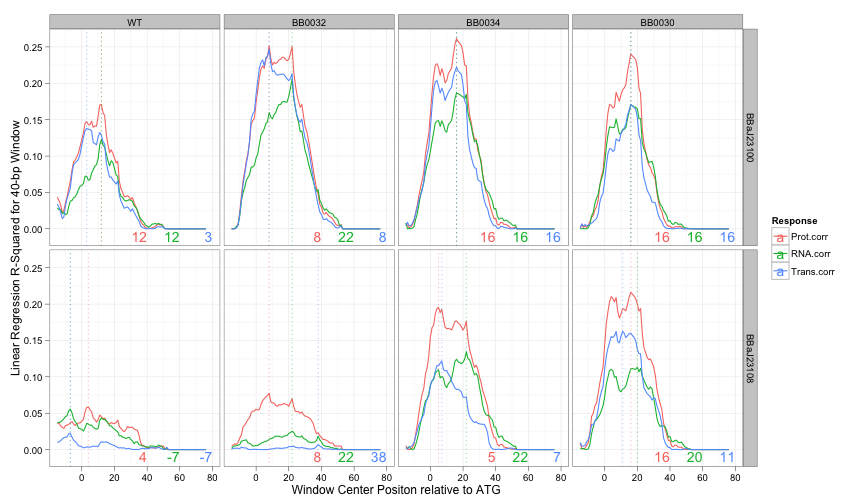 WT BB0032 BB0034 BB0030
Linear Regression R-Squared for 40-bp Window
0.25
0.20
0.15
0.10
0.05
0.00
12 12 3
8 22 8
16 16 16
16 16 16
BBaJ23100
0.25
0.20
0.15
0.10
0.05
0.00
4 -7 -7
8 22 38
5 22 7
16 20 11
BBaJ23108
0 20 40 60 80
0 20 40 60 80
0 20 40 60 80
0 20 40 60 80
Window Center Positon relative to ATG
Response
a Prot.corr
a RNA.corr
a Trans.corr